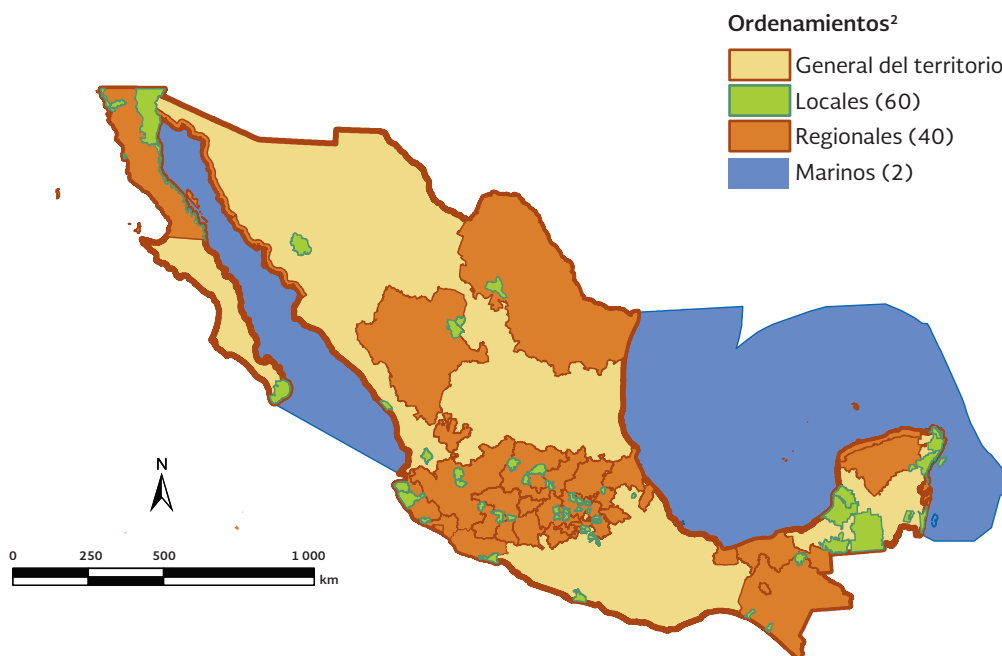 Ordenamientos²
General del territorio
Locales (60)
Regionales (40)
Marinos (2)
N
0 250 500 1 000
km